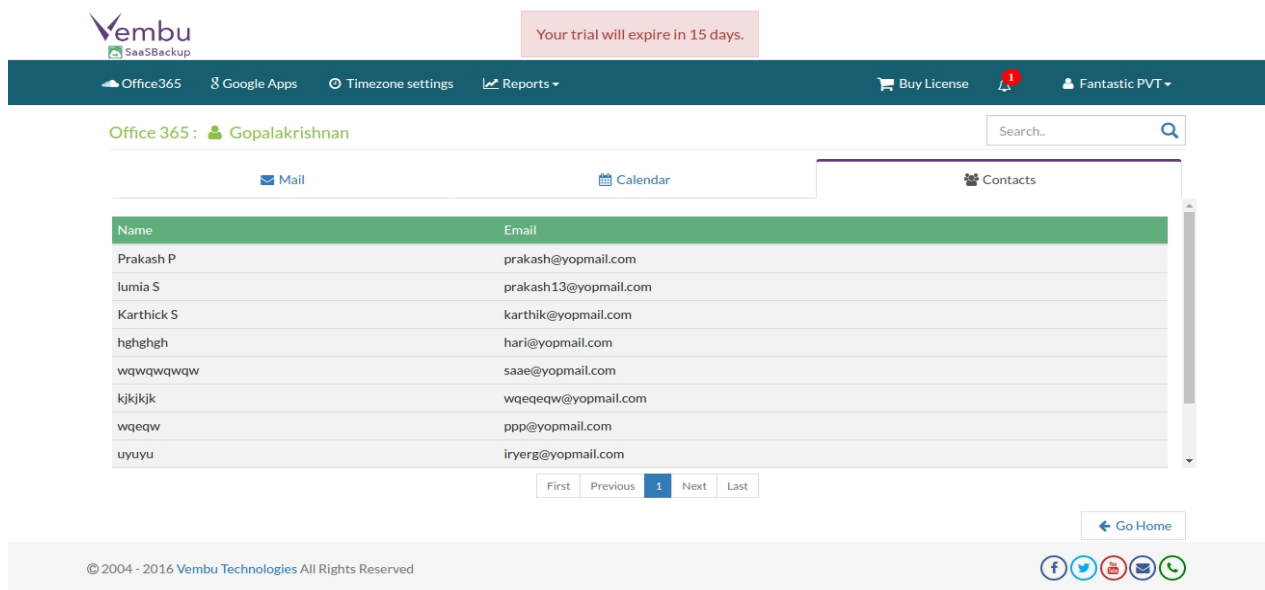 Vembu
SaaSBackup
Your trial will expire in 15 days.
Office365 Google Apps Timezone settings Reports Buy License 1 Fantastic PVT
Office 365 : Gopalakrishnan Search..
Mail Calendar Contacts
Name Email
Prakash P prakash@yopmail.com
lumia S prakash13@yopmail.com
Karthick S karthik@yopmail.com
hghghgh hari@yopmail.com
wqwqwqwqw saae@yopmail.com
kjkjkjk wqeqeqw@yopmail.com
wqeqw ppp@yopmail.com
uyuyu iryerg@yopmail.com
First Previous 1 Next Last
Go Home
© 2004 - 2016 Vembu Technologies All Rights Reserved